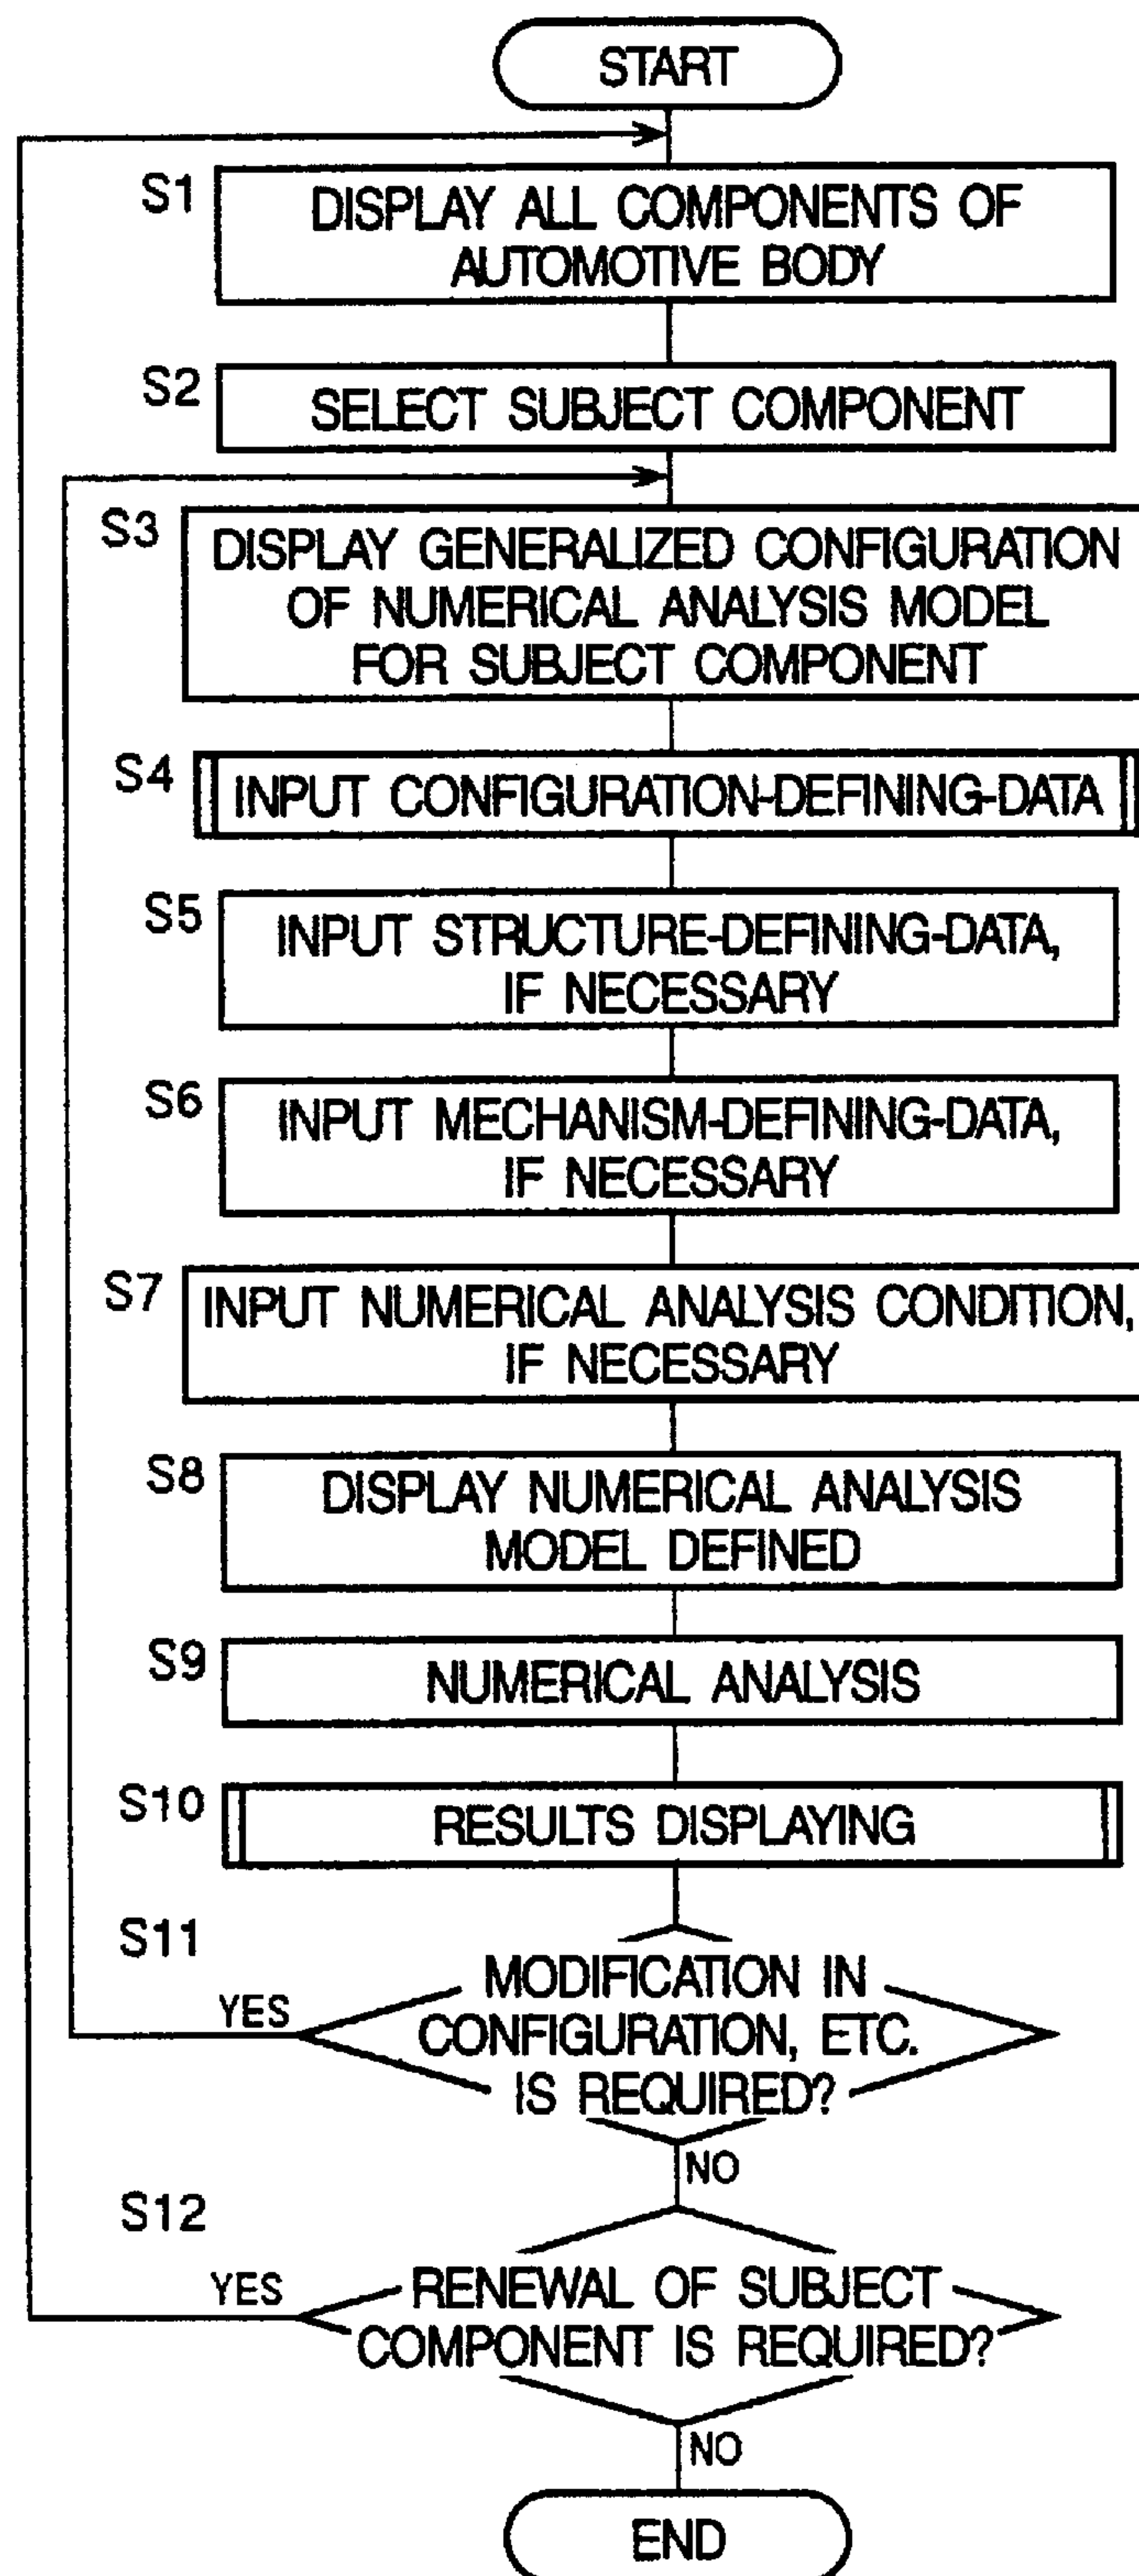 START
S1
DISPLAY ALL COMPONENTS OF
AUTOMOTIVE BODY
S2
SELECT SUBJECT COMPONENT
S3
DISPLAY GENERALIZED CONFIGURATION
OF NUMERICAL ANALYSIS MODEL
FOR SUBJECT COMPONENT
S4
INPUT CONFIGURATION-DEFINING-DATA
S5
INPUT STRUCTURE-DEFINING-DATA,
IF NECESSARY
S6
INPUT MECHANISM-DEFINING-DATA,
IF NECESSARY
S7
INPUT NUMERICAL ANALYSIS CONDITION,
IF NECESSARY
S8
DISPLAY NUMERICAL ANALYSIS
MODEL DEFINED
S9
NUMERICAL ANALYSIS
S10
RESULTS DISPLAYING
S11
MODIFICATION IN
CONFIGURATION, ETC.
IS REQUIRED?
YES
NO
S12
RENEWAL OF SUBJECT
COMPONENT IS REQUIRED?
YES
NO
END